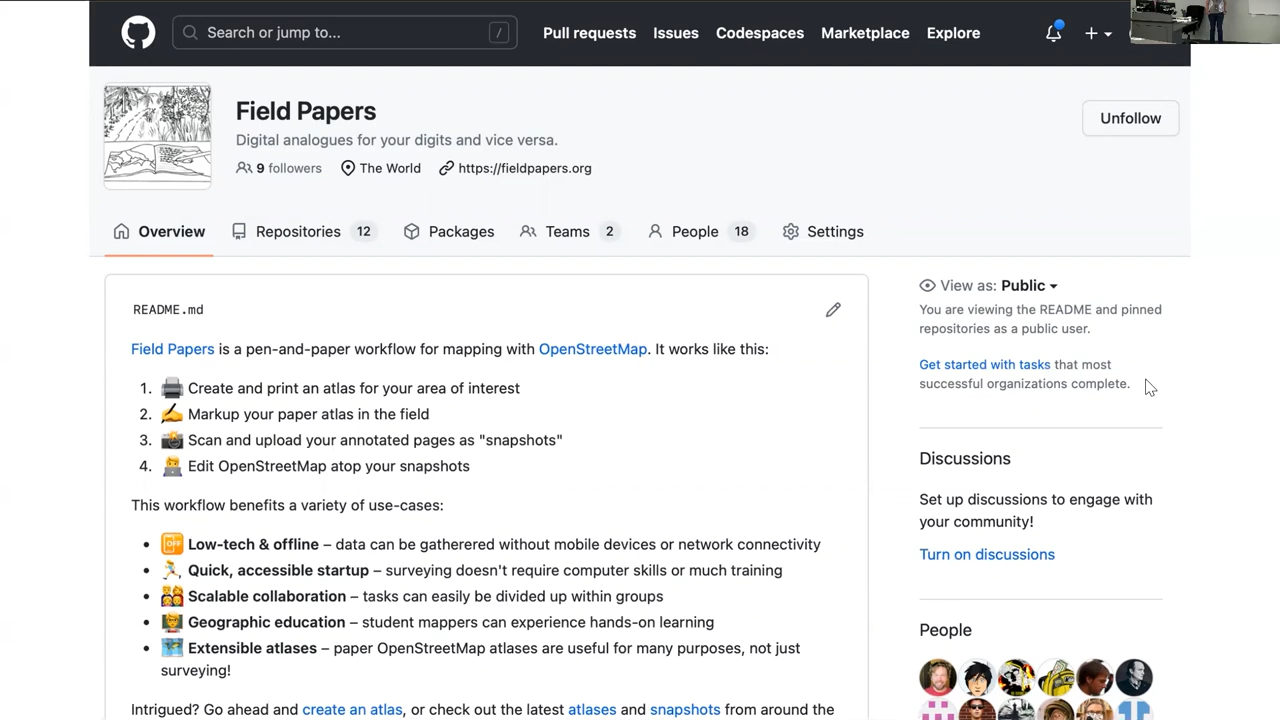 Search or jump to... /
Pull requests Issues Codespaces Marketplace Explore
Field Papers
Digital analogues for your digits and vice versa.
9 followers The World https://fieldpapers.org
Unfollow
Overview Repositories 12 Packages Teams 2 People 18 Settings
README.md
Field Papers is a pen-and-paper workflow for mapping with OpenStreetMap. It works like this:
1. Create and print an atlas for your area of interest
2. Markup your paper atlas in the field
3. Scan and upload your annotated pages as "snapshots"
4. Edit OpenStreetMap atop your snapshots
This workflow benefits a variety of use-cases:
• OFF Low-tech & offline – data can be gatherered without mobile devices or network connectivity
• Quick, accessible startup – surveying doesn't require computer skills or much training
• Scalable collaboration – tasks can easily be divided up within groups
• Geographic education – student mappers can experience hands-on learning
• Extensible atlases – paper OpenStreetMap atlases are useful for many purposes, not just
surveying!
Intrigued? Go ahead and create an atlas, or check out the latest atlases and snapshots from around the
View as: Public
You are viewing the README and pinned
repositories as a public user.
Get started with tasks that most
successful organizations complete.
Discussions
Set up discussions to engage with
your community!
Turn on discussions
People